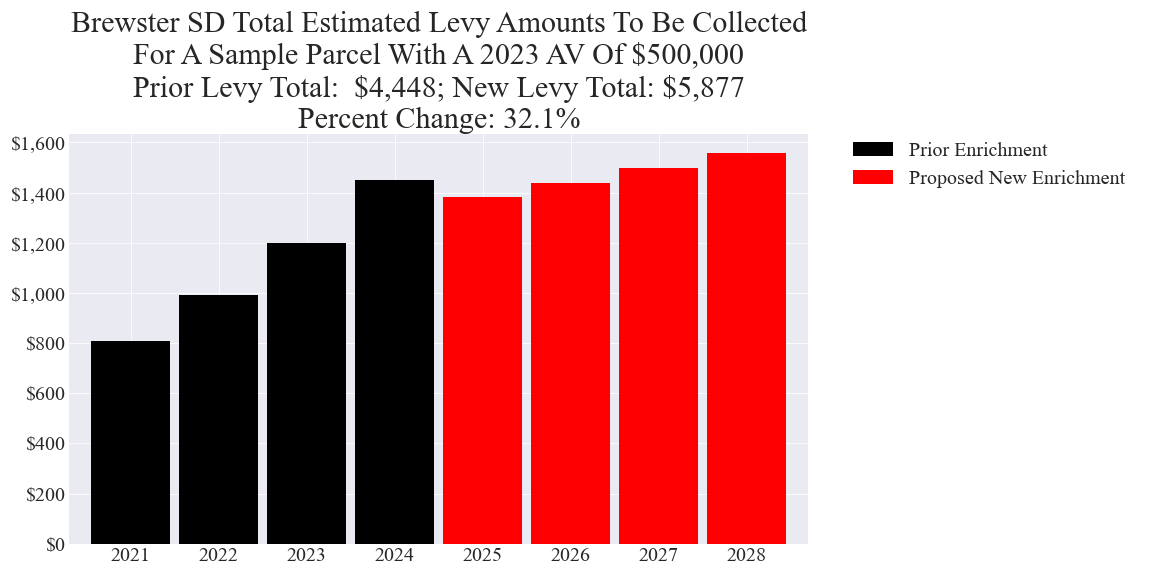 Brewster SD Total Estimated Levy Amounts To Be Collected
For A Sample Parcel With A 2023 AV Of $500,000
Prior Levy Total:  $4,448; New Levy Total: $5,877
Percent Change: 32.1%
$1,600
$1,400
$1,200
$1,000
$800
$600
$400
$200
$0
2021 2022 2023 2024 2025 2026 2027 2028
Prior Enrichment
Proposed New Enrichment